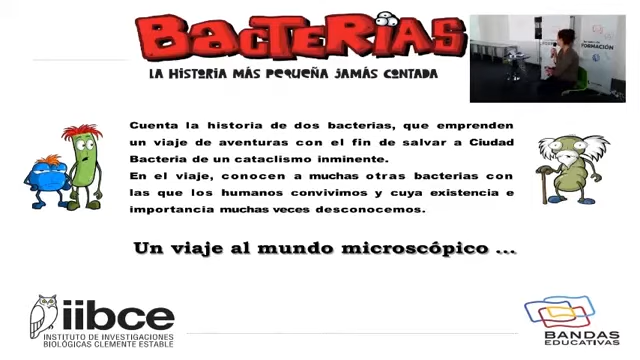 BACTERIAS
LA HISTORIA MÁS PEQUEÑA JAMÁS CONTADA
FORMACIÓN
Cuenta la historia de dos bacterias, que emprenden
un viaje de aventuras con el fin de salvar a Ciudad
Bacteria de un cataclismo inminente.
En el viaje, conocen a muchas otras bacterias con
las que los humanos convivimos y cuya existencia e
importancia muchas veces desconocemos.
Un viaje al mundo microscópico ...
iibce
INSTITUTO DE INVESTIGACIONES
BIOLÓGICAS CLEMENTE ESTABLE
BANDAS
EDUCATIVAS